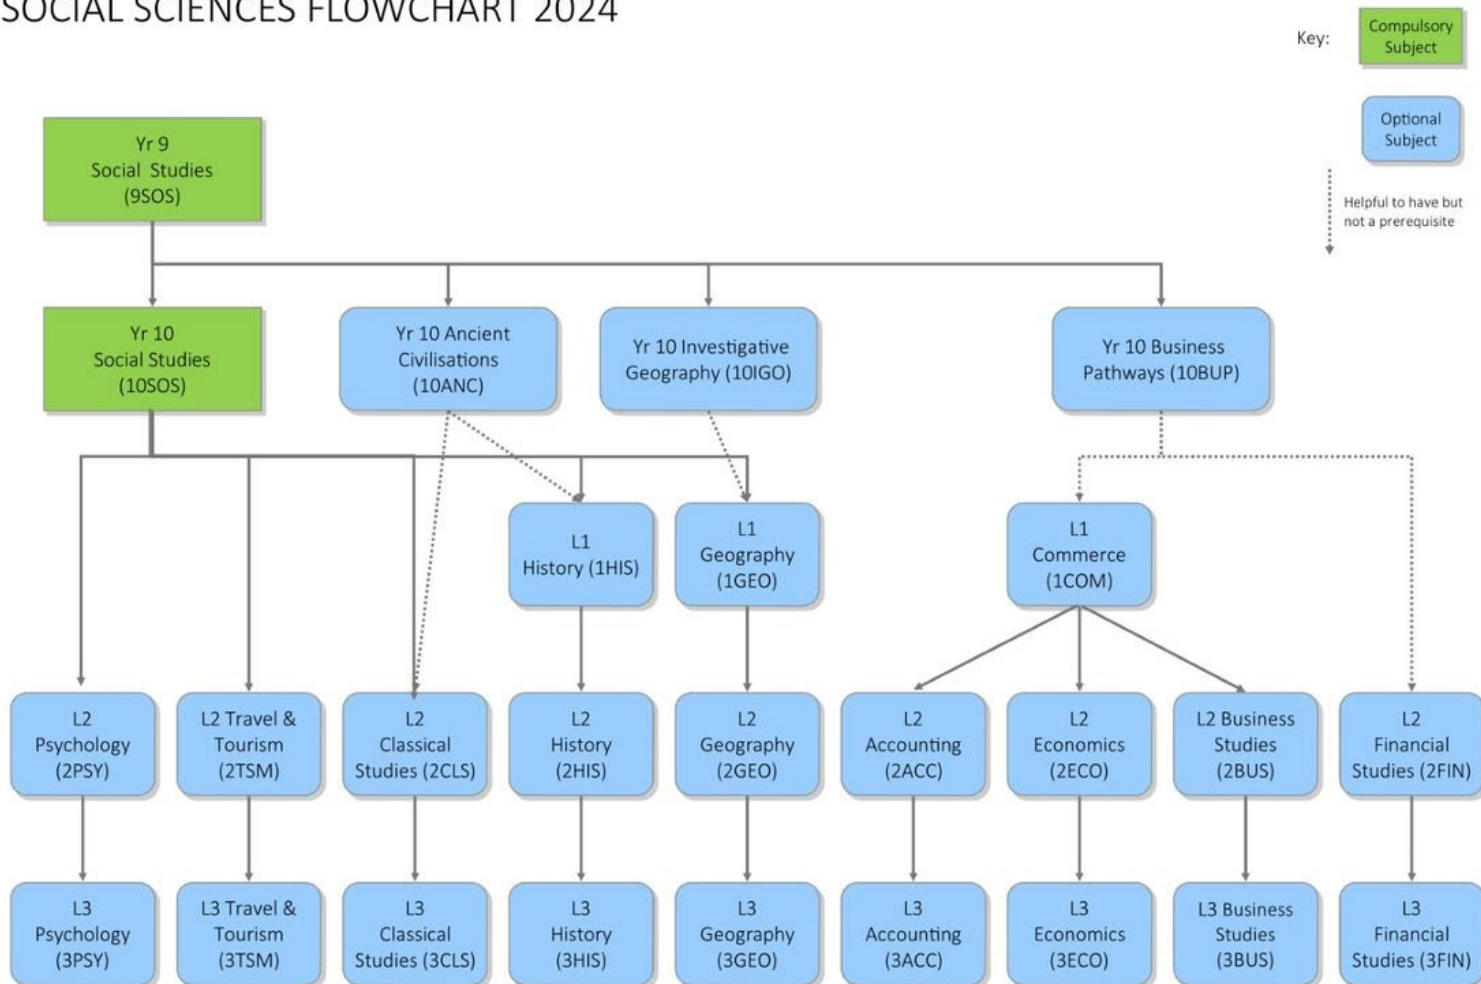 SOCIAL SCIENCES FLOWCHART 2024
Key:
Compulsory
Subject
Optional
Subject
Helpful to have but
not a prerequisite
Yr 9
Social Studies
(9SOS)
Yr 10
Social Studies
(10SOS)
Yr 10 Ancient
Civilisations
(10ANC)
Yr 10 Investigative
Geography (10IGO)
Yr 10 Business
Pathways (10BUP)
L1
History (1HIS)
L1
Geography
(1GEO)
L1
Commerce
(1COM)
L2
Psychology
(2PSY)
L2 Travel &
Tourism
(2TSM)
L2
Classical
Studies (2CLS)
L2
History
(2HIS)
L2
Geography
(2GEO)
L2
Accounting
(2ACC)
L2
Economics
(2ECO)
L2 Business
Studies
(2BUS)
L2
Financial
Studies (2FIN)
L3
Psychology
(3PSY)
L3 Travel &
Tourism
(3TSM)
L3
Classical
Studies (3CLS)
L3
History
(3HIS)
L3
Geography
(3GEO)
L3
Accounting
(3ACC)
L3
Economics
(3ECO)
L3 Business
Studies
(3BUS)
L3
Financial
Studies (3FIN)